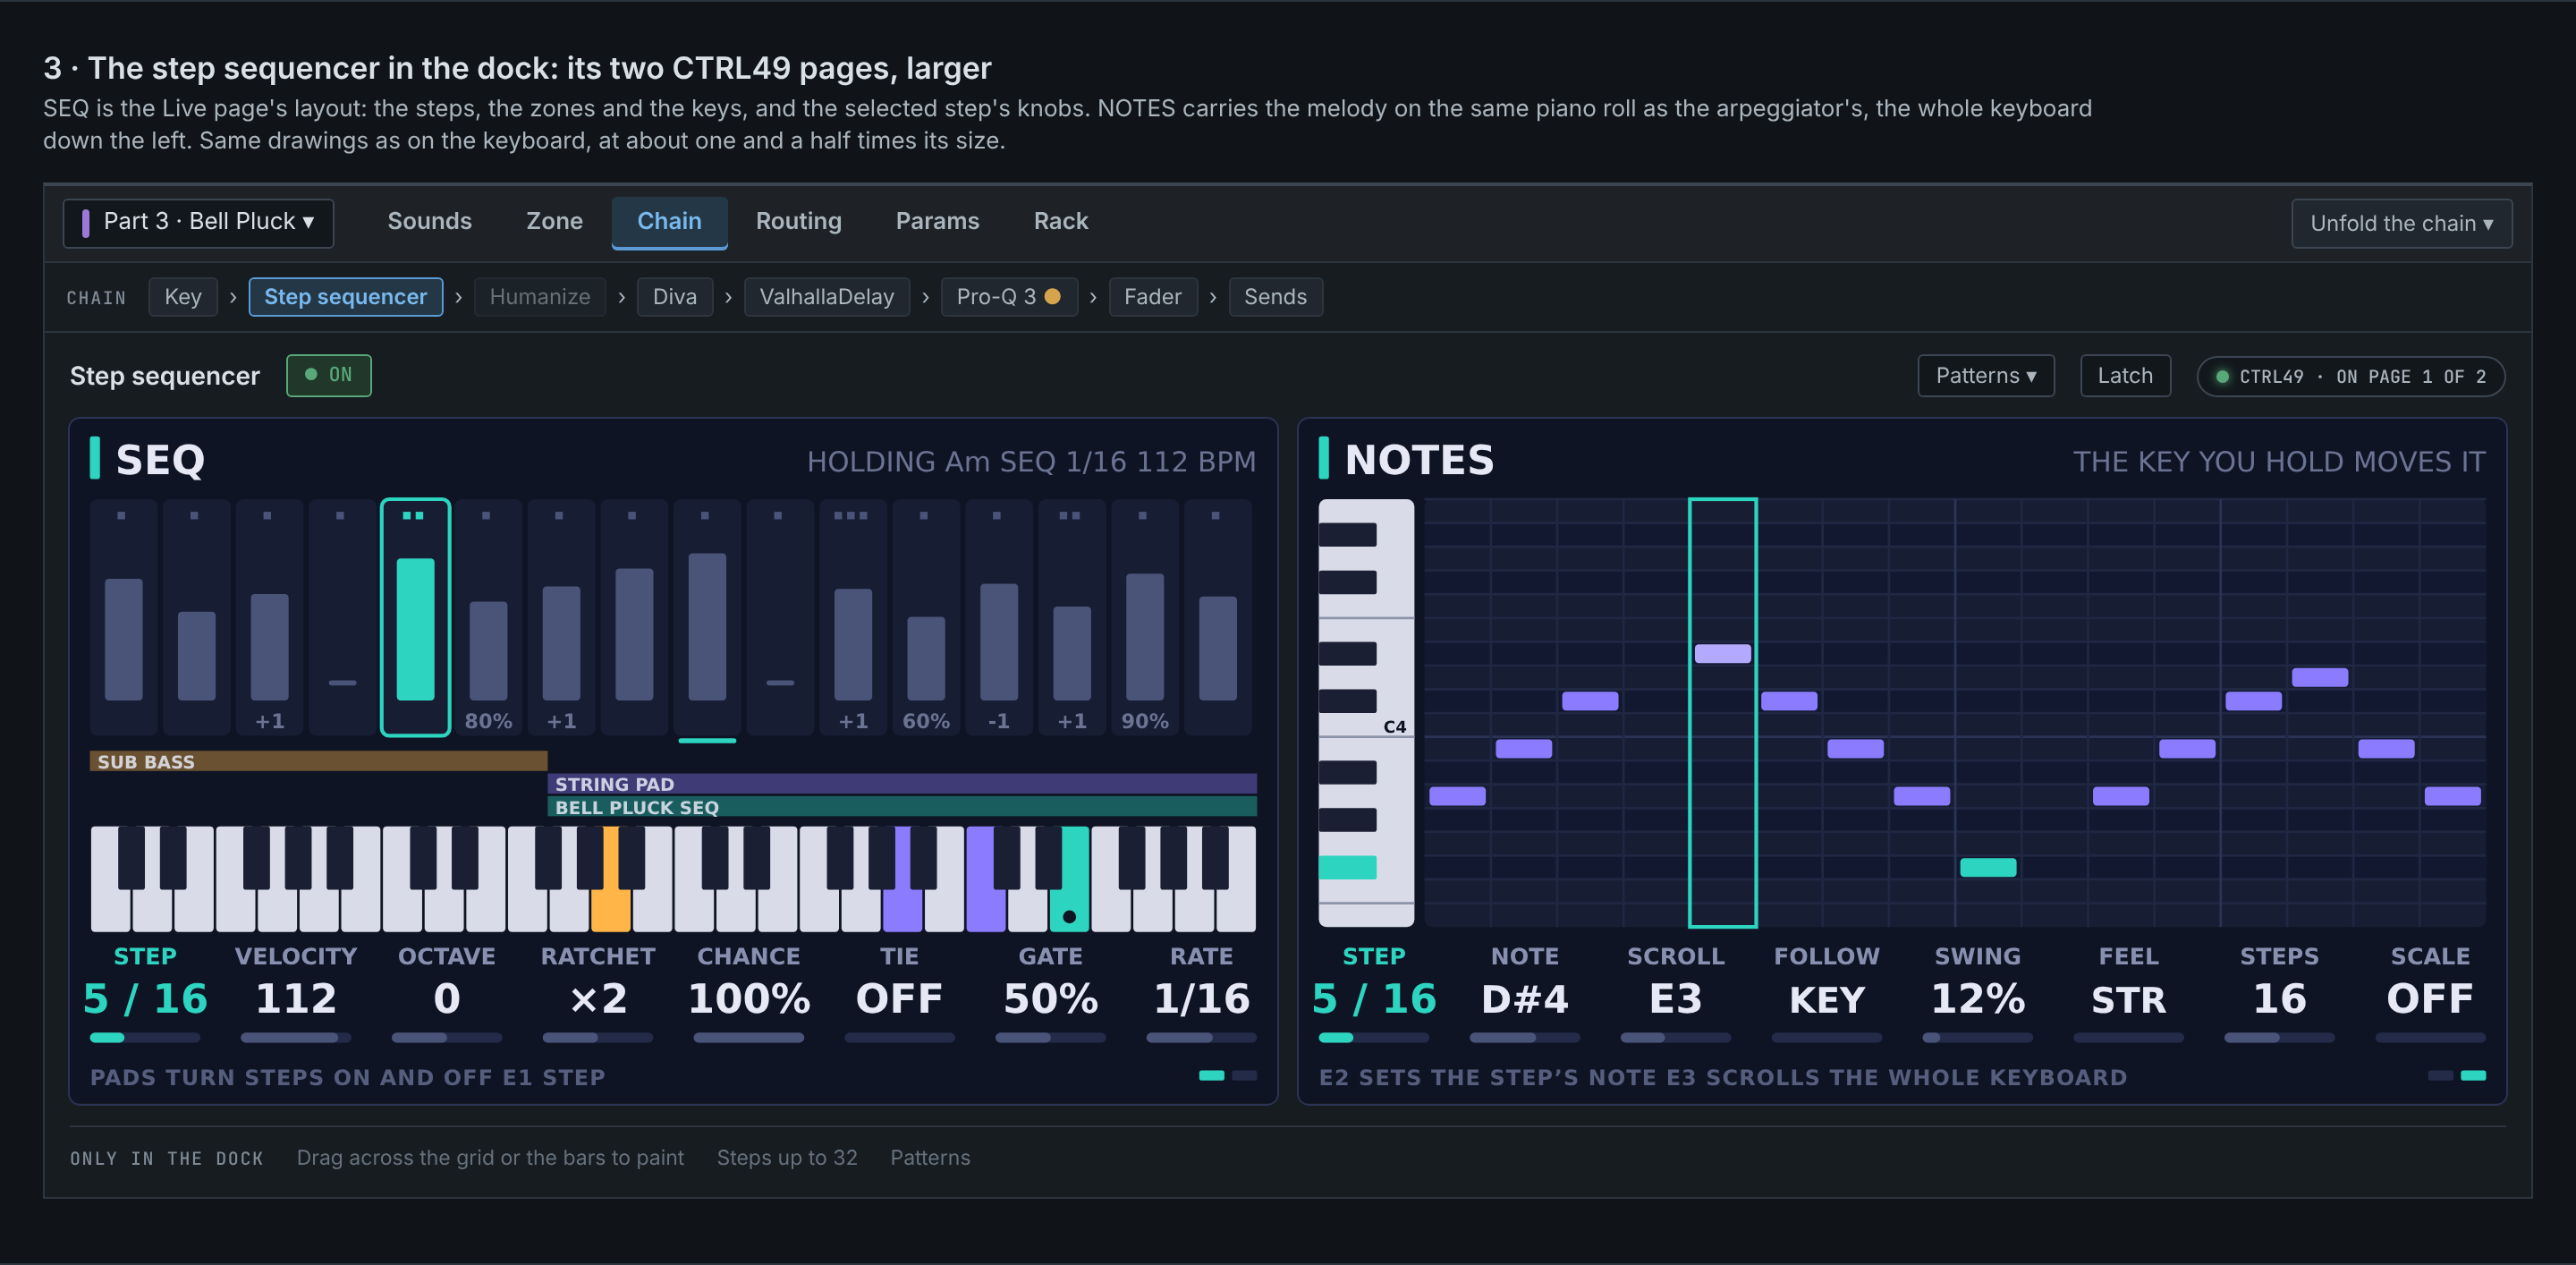 3 · The step sequencer in the dock: its two CTRL49 pages, larger
SEQ is the Live page's layout: the steps, the zones and the keys, and the selected step's knobs. NOTES carries the melody on the same piano roll as the arpeggiator's, the whole keyboard
down the left. Same drawings as on the keyboard, at about one and a half times its size.
Part 3 · Bell Pluck ▾ Sounds Zone Chain Routing Params Rack Unfold the chain ▾
CHAIN Key › Step sequencer › Humanize › Diva › ValhallaDelay › Pro-Q 3 › Fader › Sends
Step sequencer ON Patterns ▾ Latch CTRL49 · ON PAGE 1 OF 2
SEQ HOLDING Am SEQ 1/16 112 BPM
+1 80% +1 +1 60% -1 +1 90%
SUB BASS
STRING PAD
BELL PLUCK SEQ
STEP VELOCITY OCTAVE RATCHET CHANCE TIE GATE RATE
5 / 16 112 0 ×2 100% OFF 50% 1/16
PADS TURN STEPS ON AND OFF E1 STEP
NOTES THE KEY YOU HOLD MOVES IT
C4
STEP NOTE SCROLL FOLLOW SWING FEEL STEPS SCALE
5 / 16 D#4 E3 KEY 12% STR 16 OFF
E2 SETS THE STEP’S NOTE E3 SCROLLS THE WHOLE KEYBOARD
ONLY IN THE DOCK Drag across the grid or the bars to paint Steps up to 32 Patterns